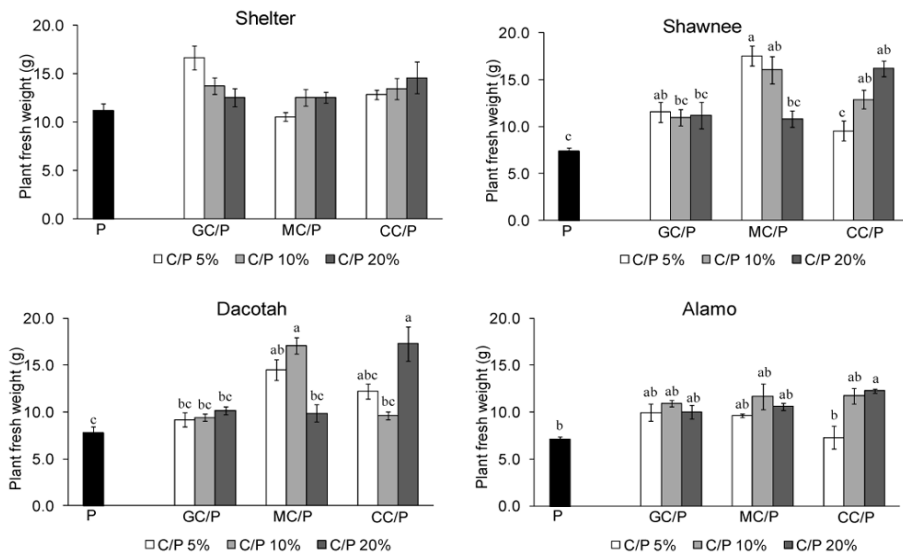 Shelter
Plant fresh weight (g)
20.0
15.0
10.0
5.0
0.0
P GC/P MC/P CC/P
C/P 5% C/P 10% C/P 20%
Shawnee
Plant fresh weight (g)
20.0
15.0
10.0
5.0
0.0
c ab bc bc a ab bc c ab ab
P GC/P MC/P CC/P
C/P 5% C/P 10% C/P 20%
Dacotah
Plant fresh weight (g)
20.0
15.0
10.0
5.0
0.0
c bc bc bc ab a bc abc bc a
P GC/P MC/P CC/P
C/P 5% C/P 10% C/P 20%
Alamo
Plant fresh weight (g)
20.0
15.0
10.0
5.0
0.0
b ab ab ab ab ab ab b ab a
P GC/P MC/P CC/P
C/P 5% C/P 10% C/P 20%